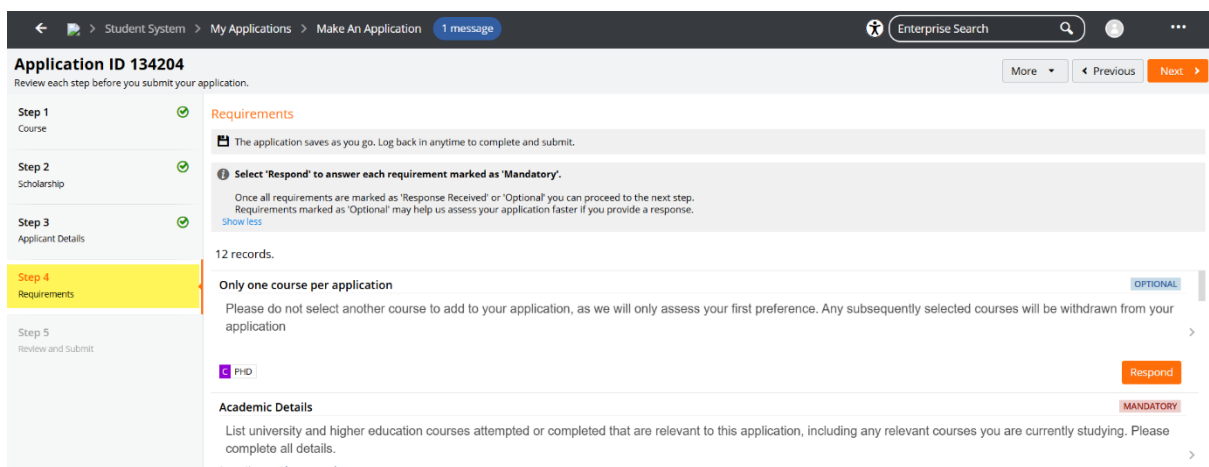 Student System > My Applications > Make An Application 1 message Enterprise Search
Application ID 134204
Review each step before you submit your application.
More Previous Next
Step 1
Course
Step 2
Scholarship
Step 3
Applicant Details
Step 4
Requirements
Step 5
Review and Submit
Requirements
The application saves as you go. Log back in anytime to complete and submit.
Select 'Respond' to answer each requirement marked as 'Mandatory'.
Once all requirements are marked as 'Response Received' or 'Optional' you can proceed to the next step.
Requirements marked as 'Optional' may help us assess your application faster if you provide a response.
Show less
12 records.
Only one course per application OPTIONAL
Please do not select another course to add to your application, as we will only assess your first preference. Any subsequently selected courses will be withdrawn from your
application
C PHD Respond
Academic Details MANDATORY
List university and higher education courses attempted or completed that are relevant to this application, including any relevant courses you are currently studying. Please
complete all details.